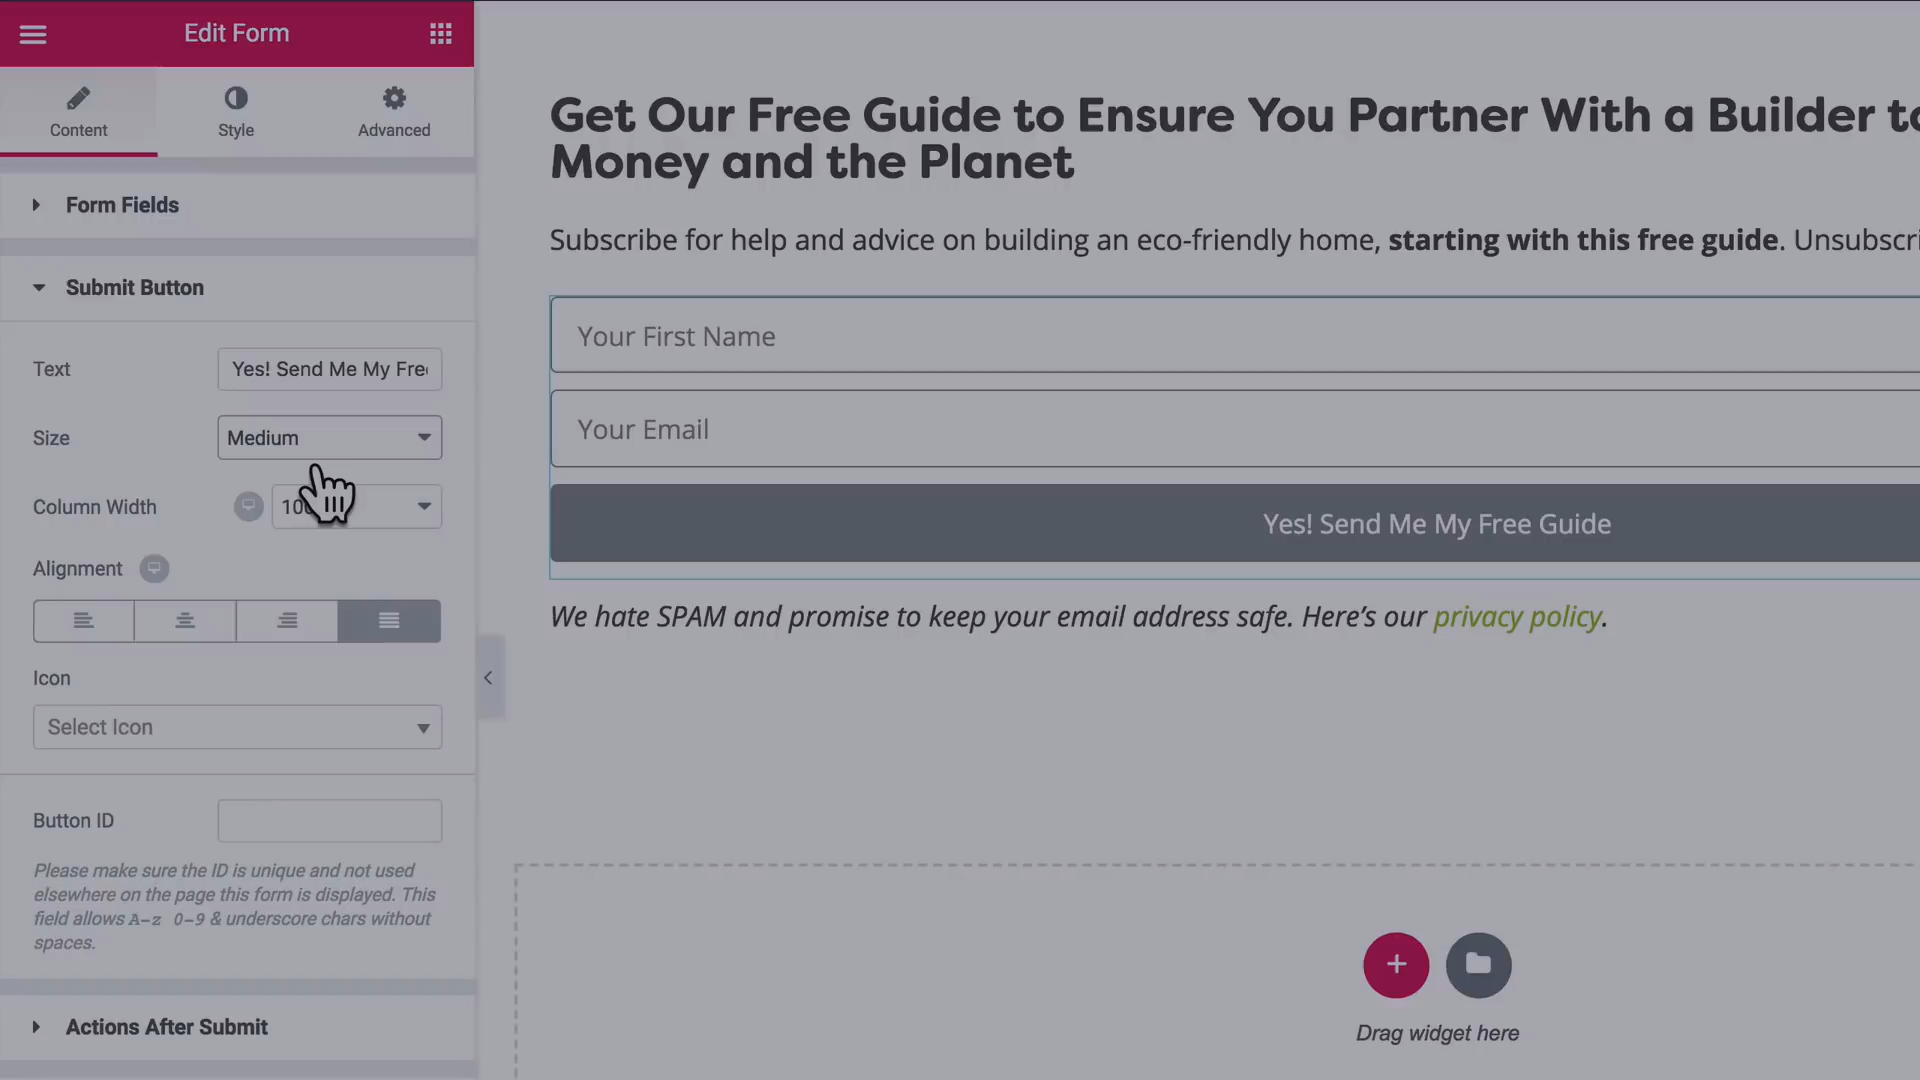 Edit Form
Content
Style
Advanced
Form Fields
Submit Button
Text
Yes! Send Me My Fre
Size
Medium
Column Width
Alignment
Icon
Select Icon
Button ID
Please make sure the ID is unique and not used
elsewhere on the page this form is displayed. This
field allows A-z 0-9 & underscore chars without
spaces.
Actions After Submit
Get Our Free Guide to Ensure You Partner With a Builder to
Money and the Planet
Subscribe for help and advice on building an eco-friendly home, starting with this free guide. Unsubscri
Your First Name
Your Email
Yes! Send Me My Free Guide
We hate SPAM and promise to keep your email address safe. Here’s our privacy policy.
Drag widget here